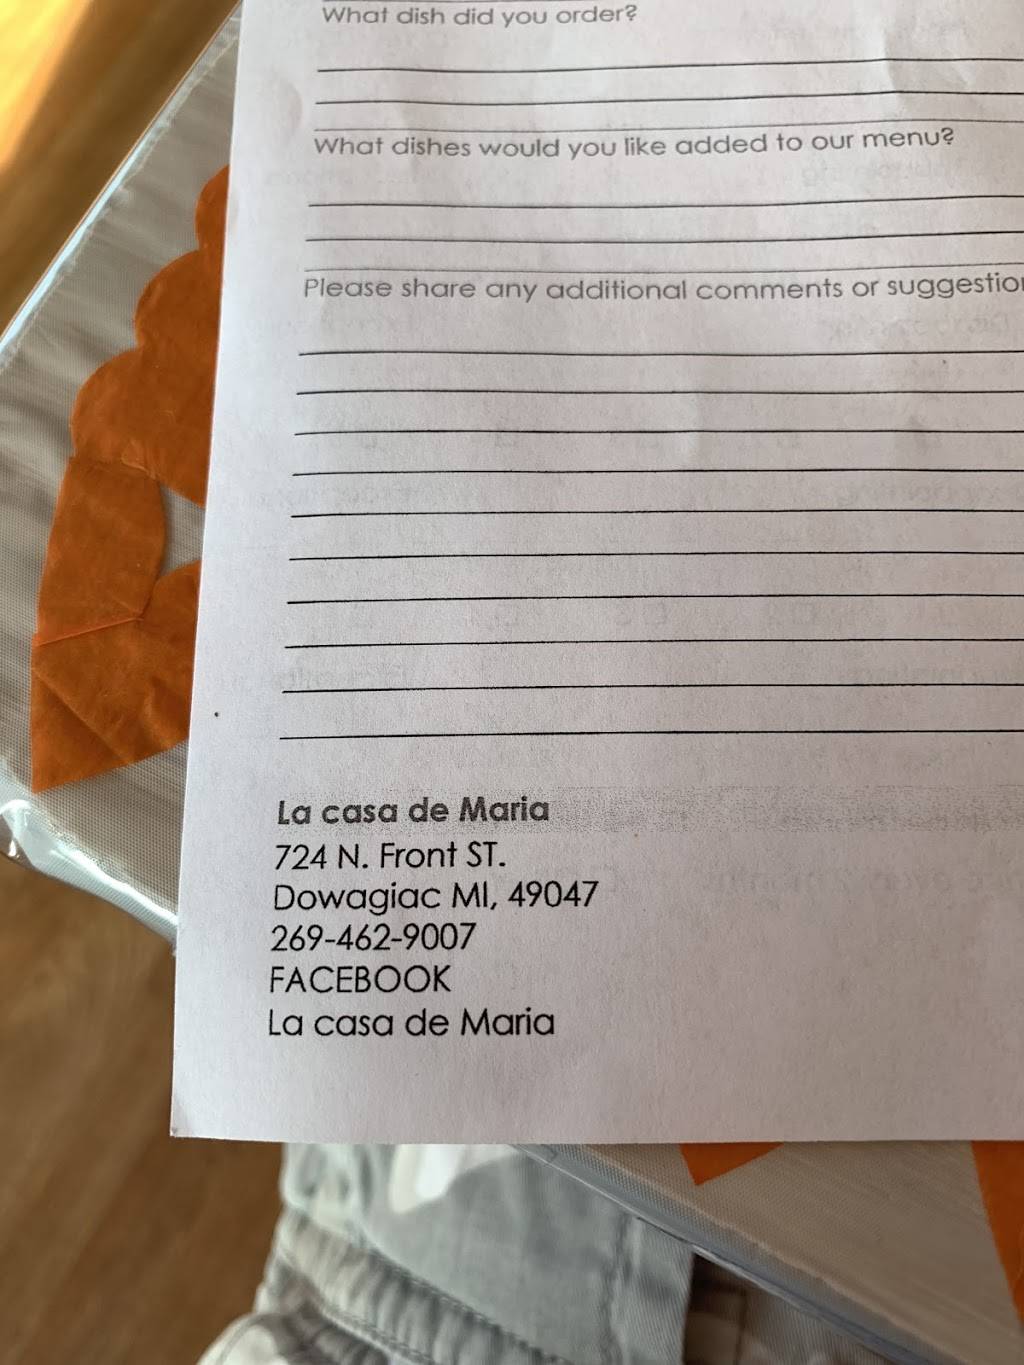 What dish did you order?
What dishes would you like added to our menu?
Please share any additional comments or suggestion
La casa de Maria
724 N. Front ST.
Dowagiac MI, 49047
269-462-9007
FACEBOOK
La casa de Maria